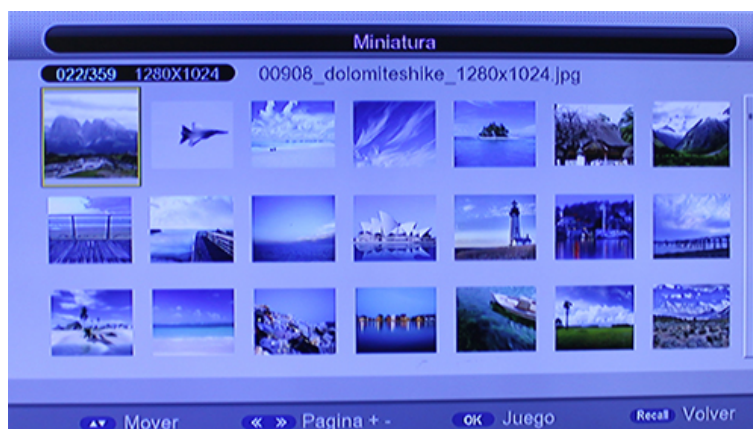 Miniatura
022/359 1280X1024 00908_dolomiteshike_1280x1024.jpg
Mover Pagina + - OK Juego Recall Volver